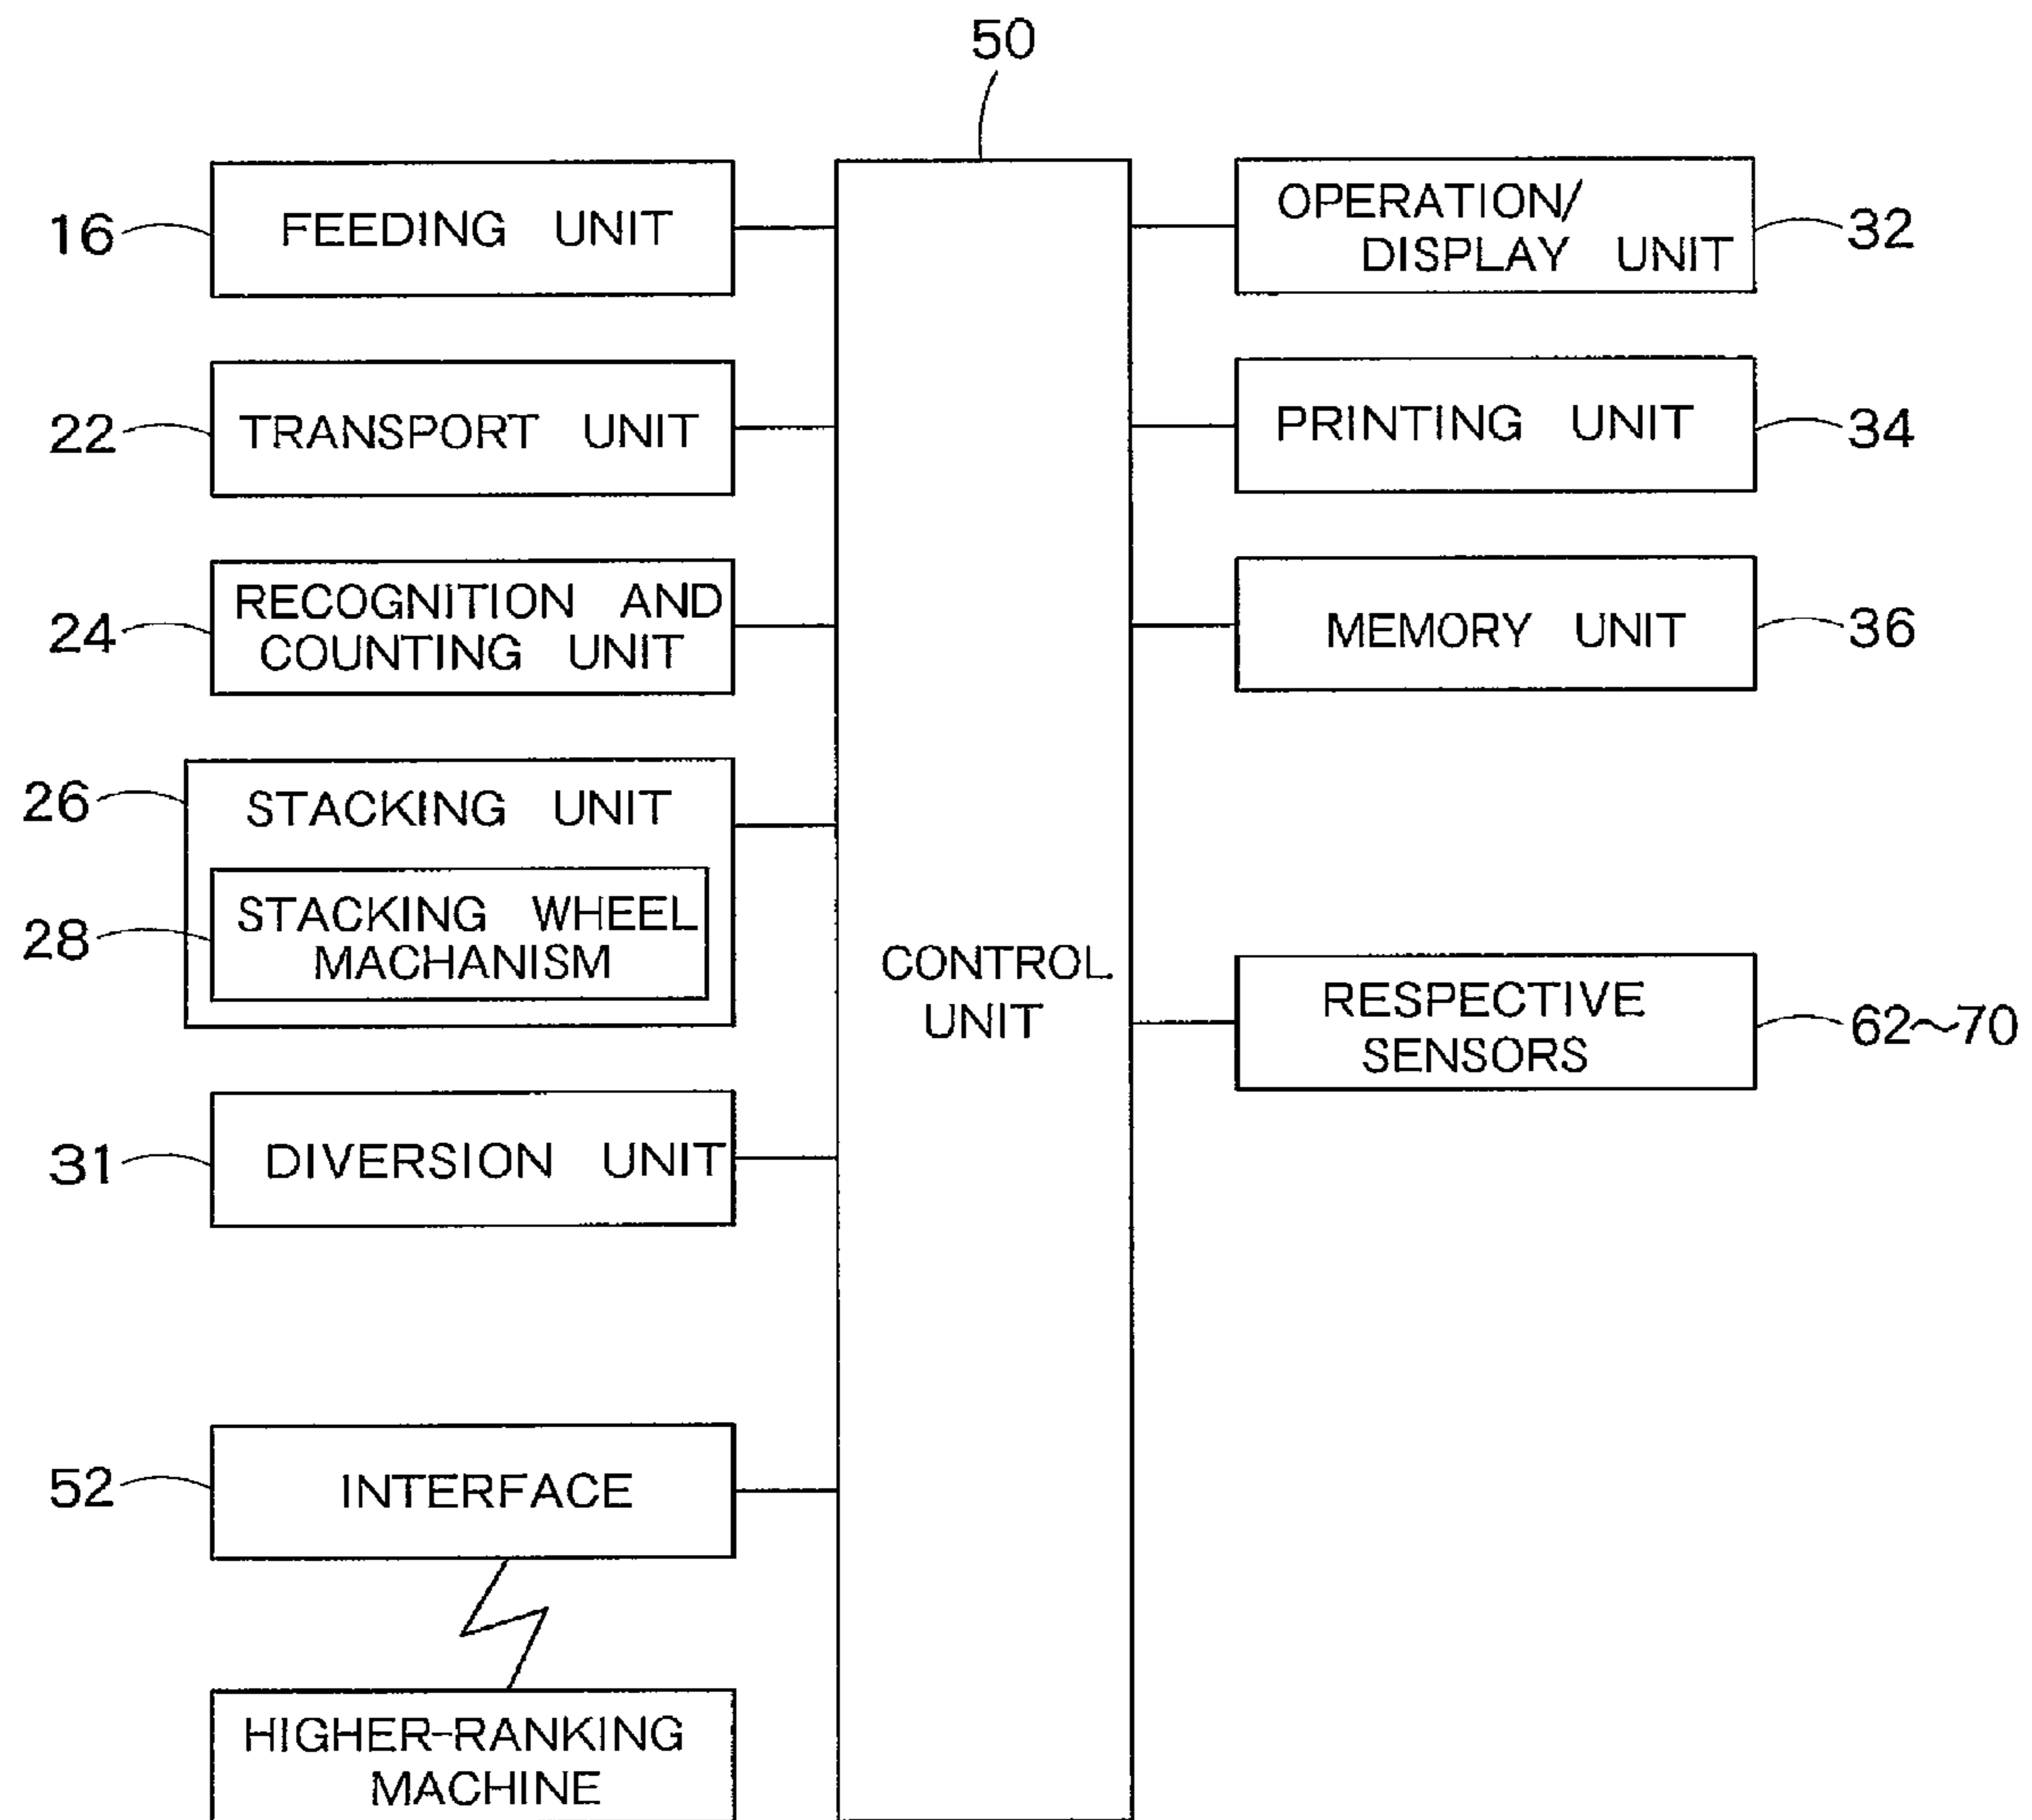 50
16
FEEDING UNIT
22
TRANSPORT UNIT
24
RECOGNITION AND
COUNTING UNIT
26
STACKING UNIT
28
STACKING WHEEL
MACHANISM
31
DIVERSION UNIT
52
INTERFACE
HIGHER-RANKING
MACHINE
CONTROL
UNIT
OPERATION/
DISPLAY UNIT
32
PRINTING UNIT
34
MEMORY UNIT
36
RESPECTIVE
SENSORS
62~70